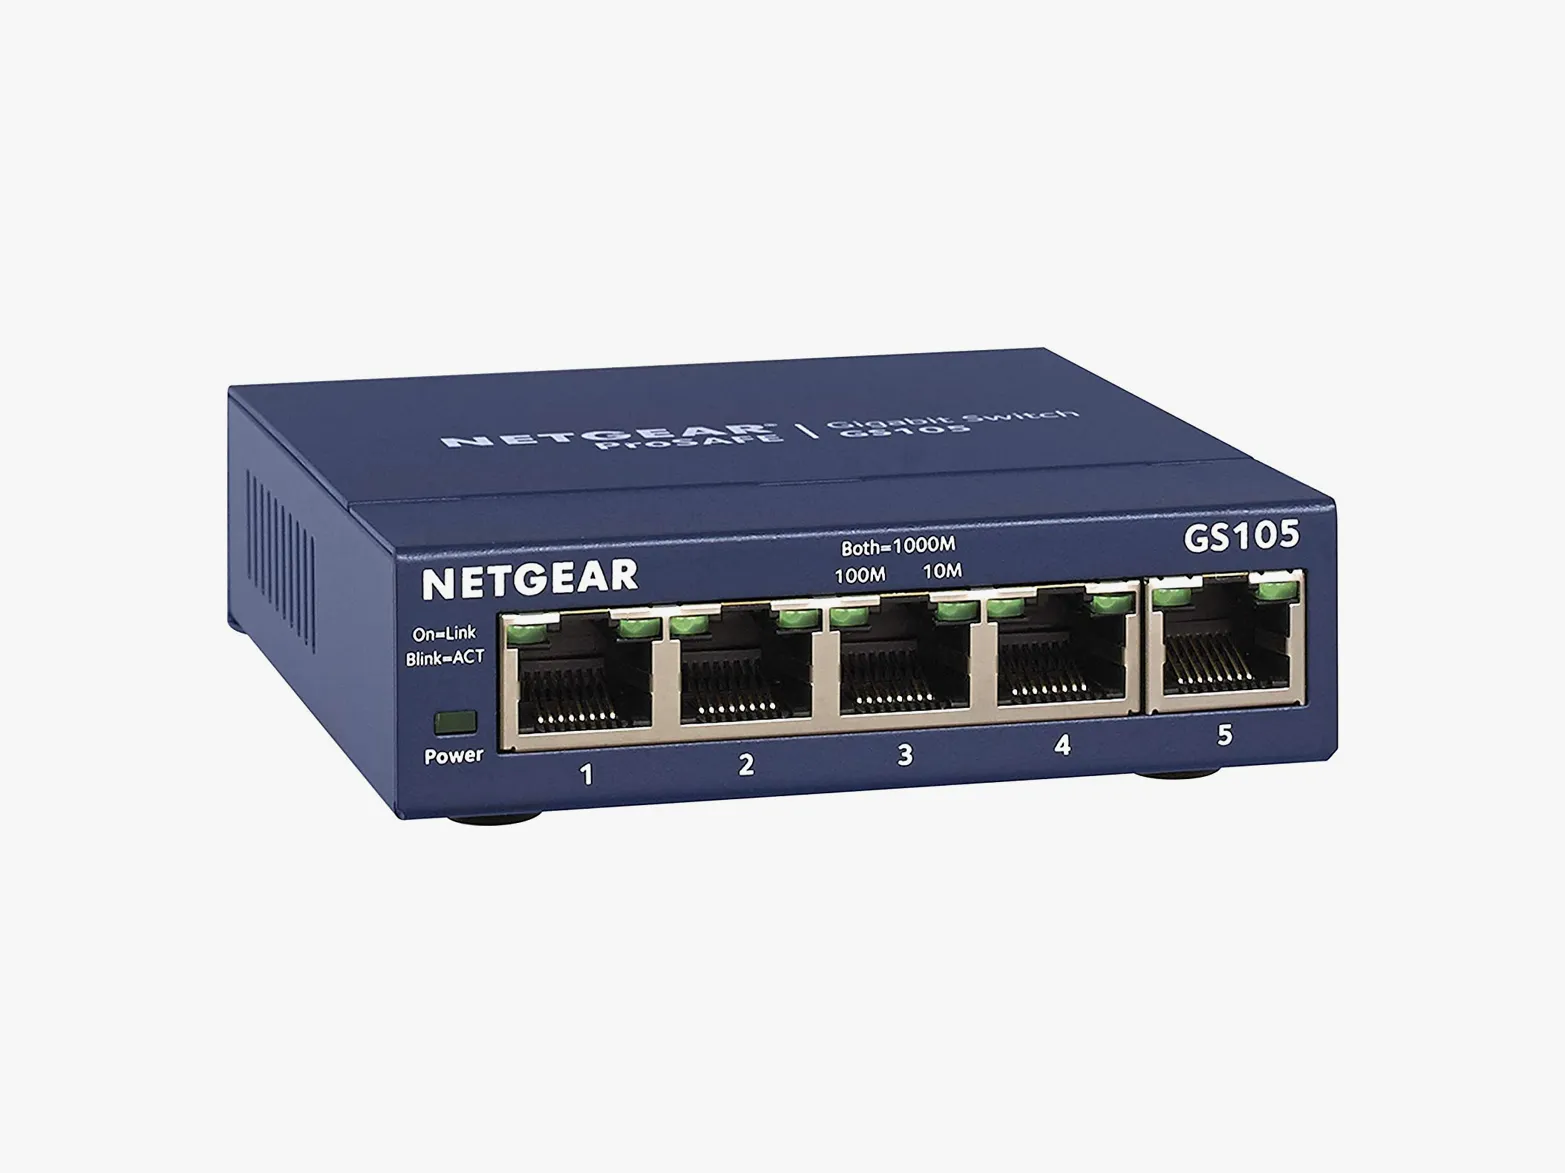 NETGEAR®
ProSAFE
Gigabit Switch
GS105
GS105
Both=1000M
100M 10M
NETGEAR
On=Link
Blink=ACT
Power
1 2 3 4 5